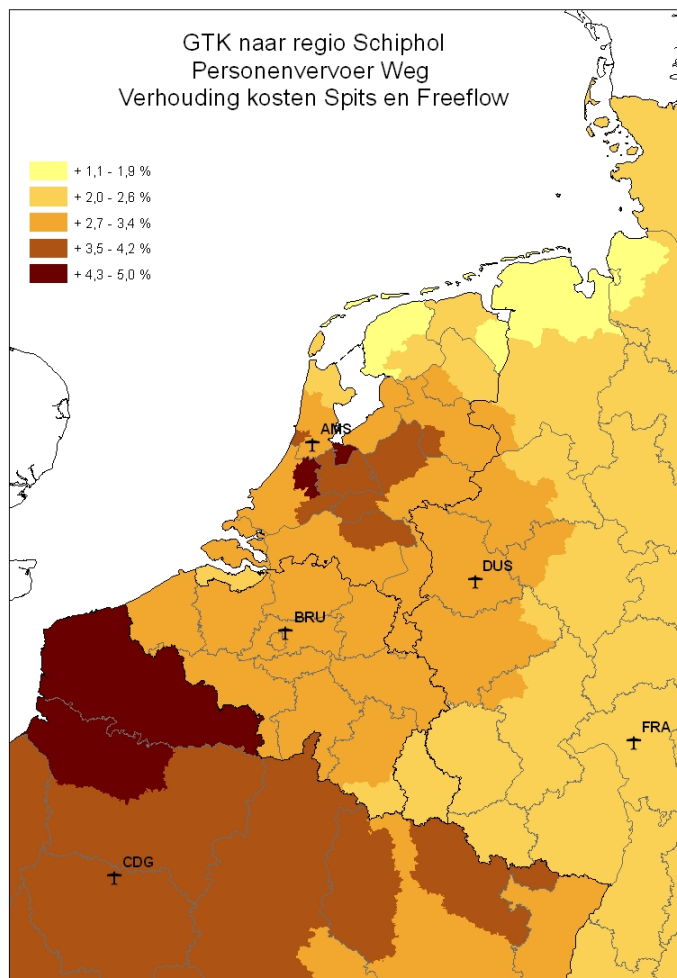 GTK naar regio Schiphol
Personenvervoer Weg
Verhouding kosten Spits en Freeflow
+ 1,1 - 1,9 %
+ 2,0 - 2,6 %
+ 2,7 - 3,4 %
+ 3,5 - 4,2 %
+ 4,3 - 5,0 %
AMS
DUS
BRU
FRA
CDG